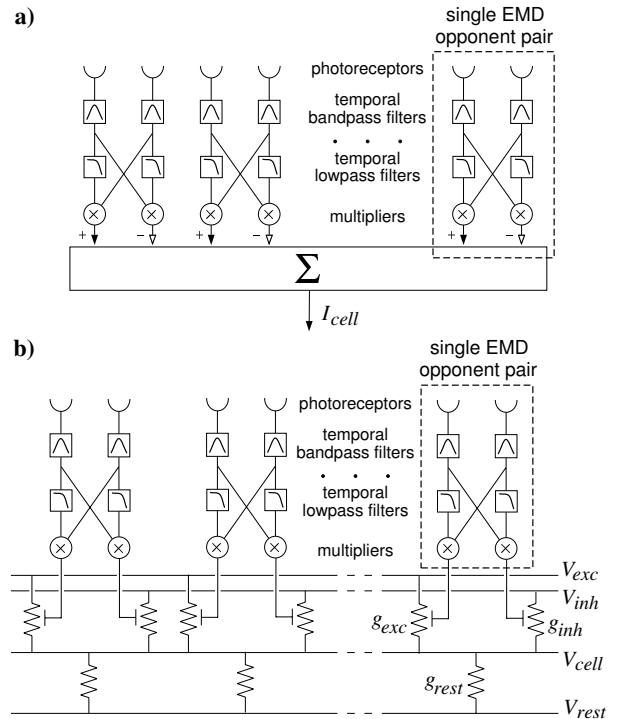 a)
single EMD
opponent pair
photoreceptors
temporal
bandpass filters
. . .
temporal
lowpass filters
× × × × multipliers × ×
+ − + − + −
Σ
I_cell
b)
single EMD
opponent pair
photoreceptors
temporal
bandpass filters
. . .
temporal
lowpass filters
× × × × multipliers × ×
V_exc
V_inh
g_exc g_inh
V_cell
g_rest
V_rest